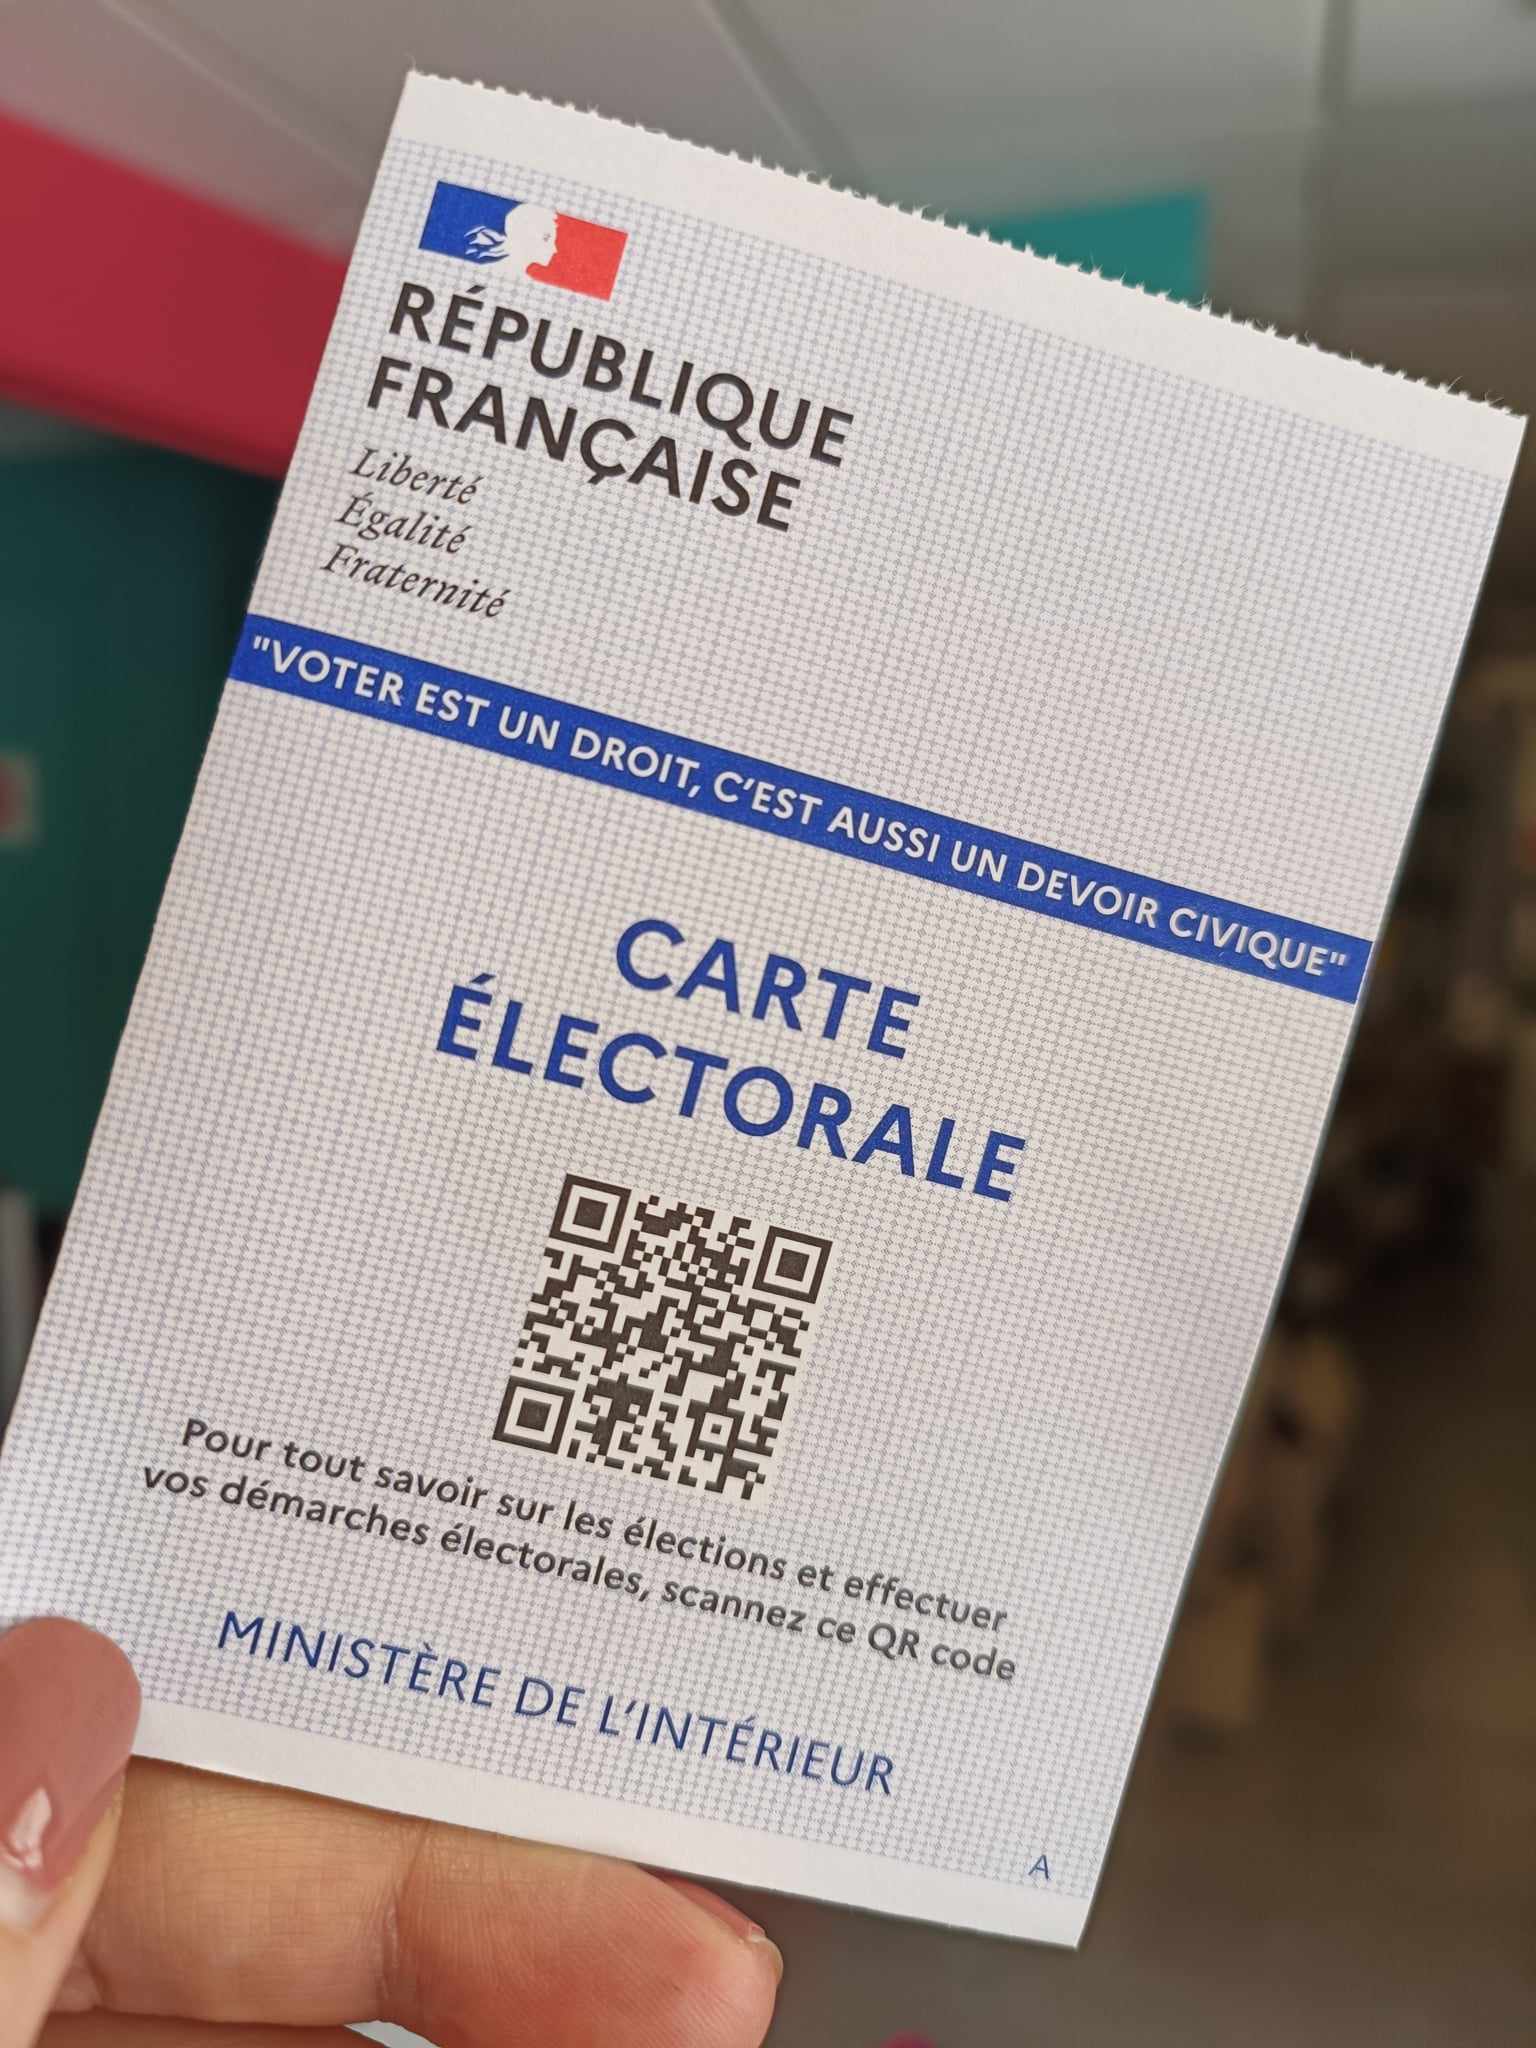 RÉPUBLIQUE
FRANÇAISE
Liberté
Égalité
Fraternité
"VOTER EST UN DROIT, C'EST AUSSI UN DEVOIR CIVIQUE"
CARTE
ÉLECTORALE
Pour tout savoir sur les élections et effectuer
vos démarches électorales, scannez ce QR code
MINISTÈRE DE L'INTÉRIEUR
A